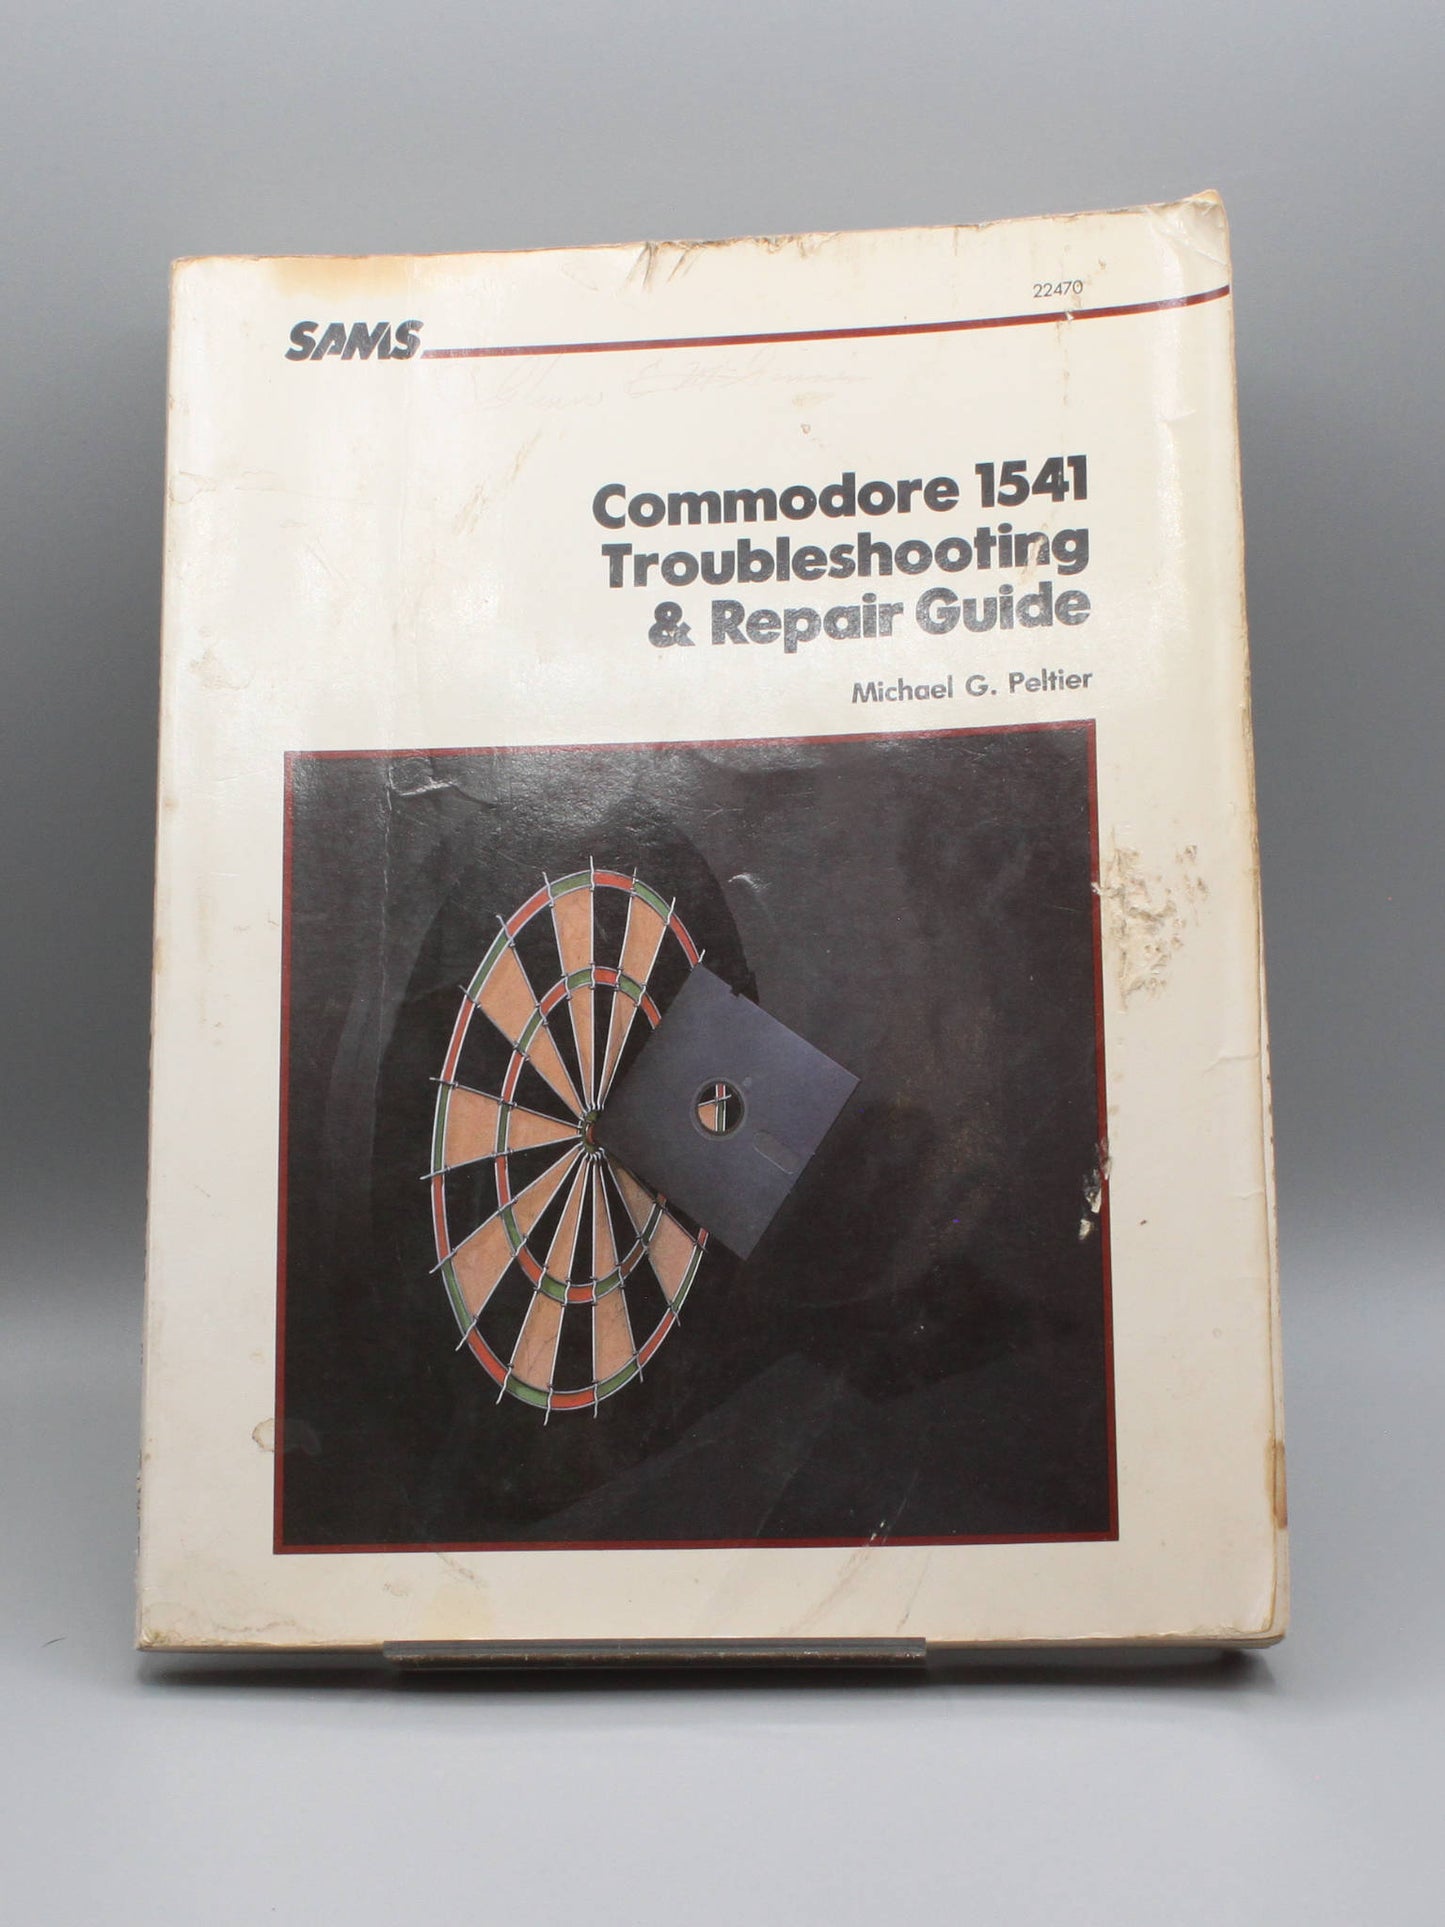 22470
SAMS
Commodore 1541
Troubleshooting
& Repair Guide
Michael G. Peltier